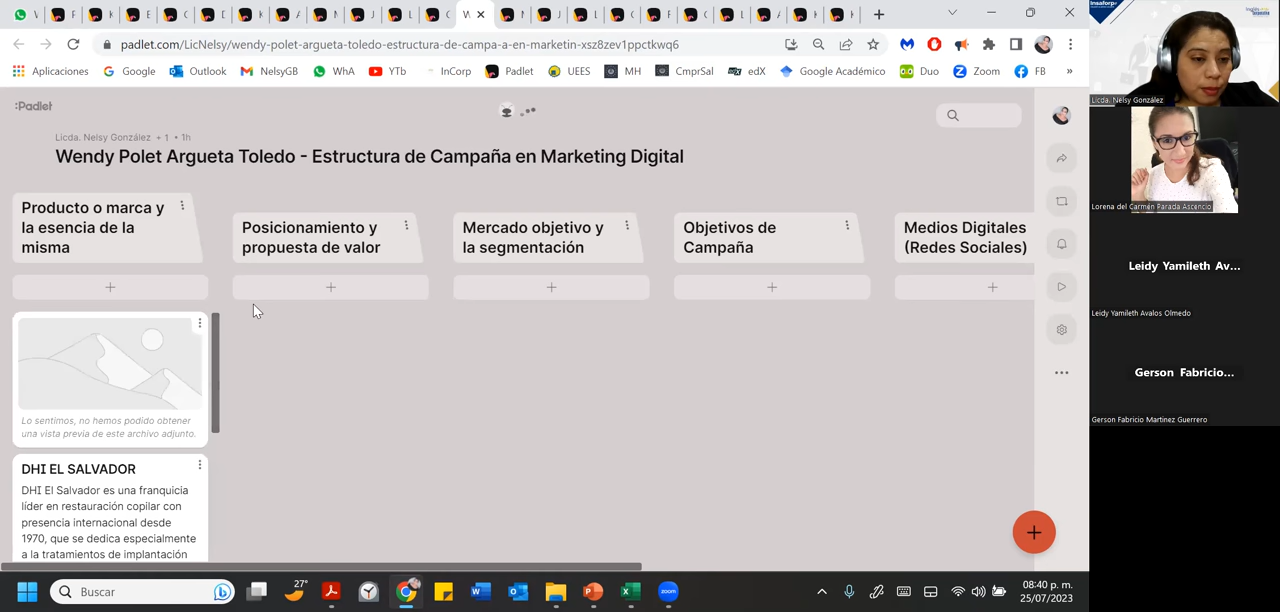 padlet.com/LicNelsy/wendy-polet-argueta-toledo-estructura-de-campa-a-en-marketin-xsz8zev1ppctkwq6
Aplicaciones Google Outlook NelsyGB WhA YTb InCorp Padlet UEES MH CmprSal edX Google Académico Duo Zoom FB »
:Padlet
Licda. Nelsy González + 1 • 1h
Wendy Polet Argueta Toledo - Estructura de Campaña en Marketing Digital
Producto o marca y
la esencia de la
misma
Posicionamiento y
propuesta de valor
Mercado objetivo y
la segmentación
Objetivos de
Campaña
Medios Digitales
(Redes Sociales)
Lo sentimos, no hemos podido obtener
una vista previa de este archivo adjunto.
DHI EL SALVADOR
DHI El Salvador es una franquicia
líder en restauración copilar con
presencia internacional desde
1970, que se dedica especialmente
a la tratamientos de implantación
Insaforp
Licda. Nelsy González
Lorena del Carmen Parada Ascencio
Leidy Yamileth Av...
Leidy Yamileth Avalos Olmedo
Gerson Fabricio...
Gerson Fabricio Martinez Guerrero
Buscar
27°
08:40 p. m.
25/07/2023